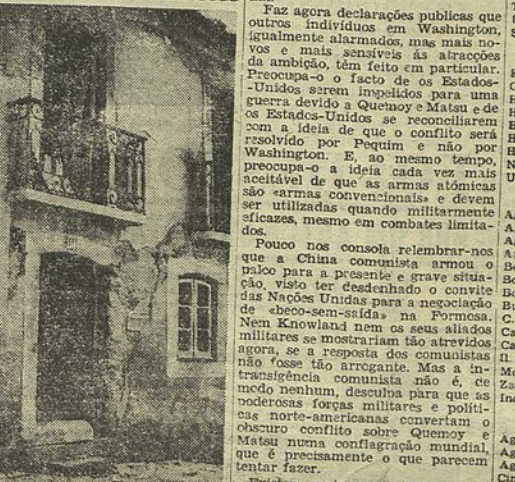 Faz agora declarações publicas que
outros indivíduos em Washington,
igualmente alarmados, mas mais no-
vos e mais sensíveis ás atracções
da ambição, têm feito em particular.
Preocupa-o o facto de os Estados-
-Unidos serem impelidos para uma
guerra devido a Quemoy e Matsu e de
os Estados-Unidos se reconciliarem
com a ideia de que o conflito será
resolvido por Pequim e não por
Washington. E, ao mesmo tempo,
preocupa-o a ideia cada vez mais
aceitável de que as armas atómicas
são «armas convencionais» e devem
ser utilizadas quando militarmente
eficazes, mesmo em combates limita-
dos.
Pouco nos consola relembrar-nos
que a China comunista armou o
palco para a presente e grave situa-
ção, visto ter desdenhado o convite
das Nações Unidas para a negociação
de «beco-sem-saída» na Formosa.
Nem Knowland nem os seus aliados
militares se mostrariam tão atrevidos
agora, se a resposta dos comunistas
não fosse tão arrogante. Mas a in-
transigência comunista não é, de
modo nenhum, desculpa para que as
poderosas forças militares e políti-
cas norte-americanas convertam o
obscuro conflito sobre Quemoy e
Matsu numa conflagração mundial,
que é precisamente o que parecem
tentar fazer.